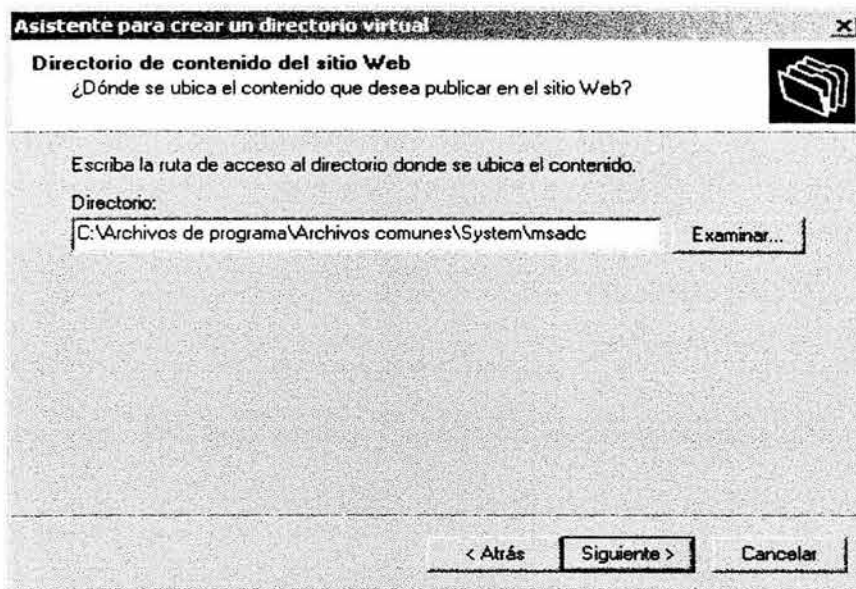 Asistente para crear un directorio virtual
Directorio de contenido del sitio Web
¿Dónde se ubica el contenido que desea publicar en el sitio Web?
Escriba la ruta de acceso al directorio donde se ubica el contenido.
Directorio:
C:\Archivos de programa\Archivos comunes\System\msadc
Examinar...
< Atrás
Siguiente >
Cancelar